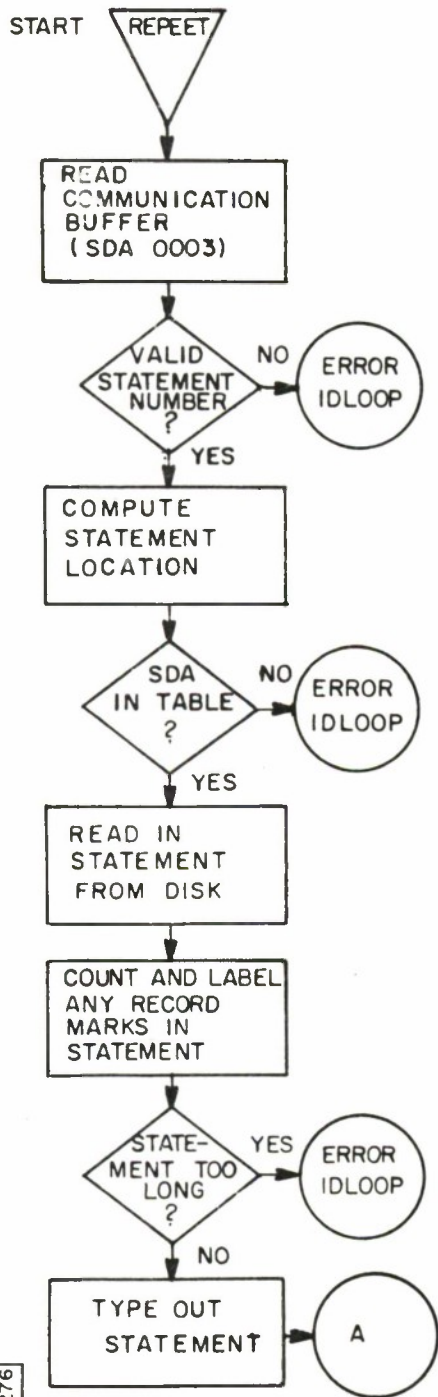 START REPEET
READ
COMMUNICATION
BUFFER
(SDA 0003)
VALID
STATEMENT
NUMBER
?
NO
ERROR
IDLOOP
YES
COMPUTE
STATEMENT
LOCATION
SDA
IN TABLE
?
NO
ERROR
IDLOOP
YES
READ IN
STATEMENT
FROM DISK
COUNT AND LABEL
ANY RECORD
MARKS IN
STATEMENT
STATE-
MENT TOO
LONG
?
YES
ERROR
IDLOOP
NO
TYPE OUT
STATEMENT
A